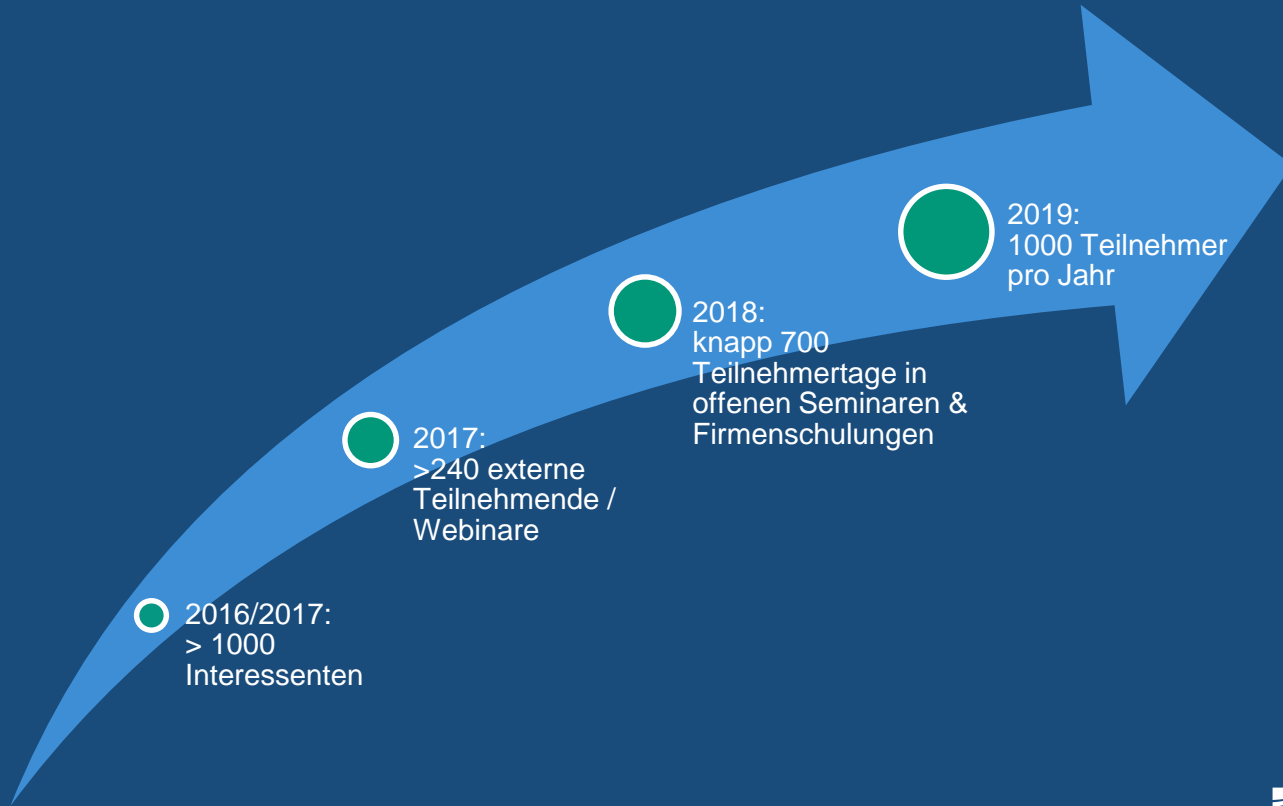 2019:
1000 Teilnehmer
pro Jahr
2018:
knapp 700
Teilnehmertage in
offenen Seminaren &
Firmenschulungen
2017:
>240 externe
Teilnehmende /
Webinare
2016/2017:
> 1000
Interessenten